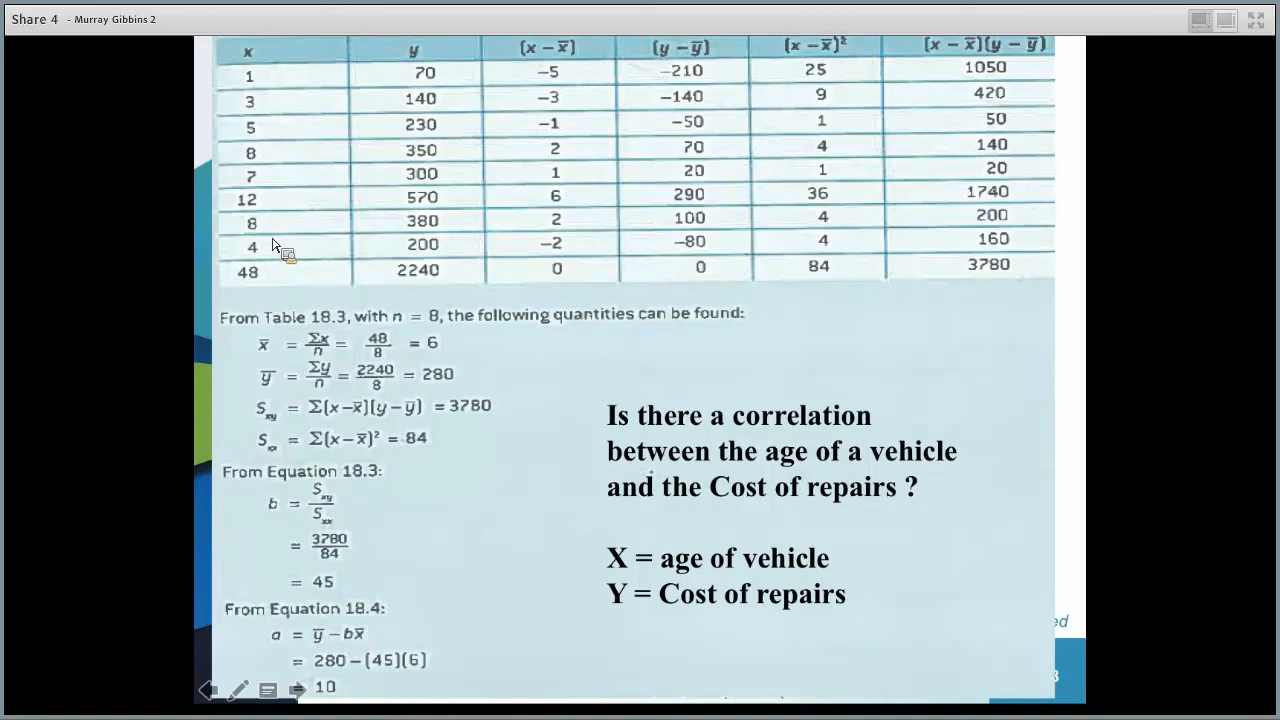 Share 4 - Murray Gibbins 2
x y (x – x̅) (y – y̅) (x – x̅)² (x – x̅)(y – y̅)
1 70 –5 –210 25 1050
3 140 –3 –140 9 420
5 230 –1 –50 1 50
8 350 2 70 4 140
7 300 1 20 1 20
12 570 6 290 36 1740
8 380 2 100 4 200
4 200 –2 –80 4 160
48 2240 0 0 84 3780
From Table 18.3, with n = 8, the following quantities can be found:
x̅ = Σx/n = 48/8 = 6
y̅ = Σy/n = 2240/8 = 280
Sxy = Σ(x–x̅)(y–y̅) = 3780
Sxx = Σ(x–x̅)² = 84
From Equation 18.3:
b = Sxy/Sxx
= 3780/84
= 45
From Equation 18.4:
a = y̅ – bx̅
= 280 – (45)(6)
= 10
Is there a correlation
between the age of a vehicle
and the Cost of repairs ?
X = age of vehicle
Y = Cost of repairs
ed